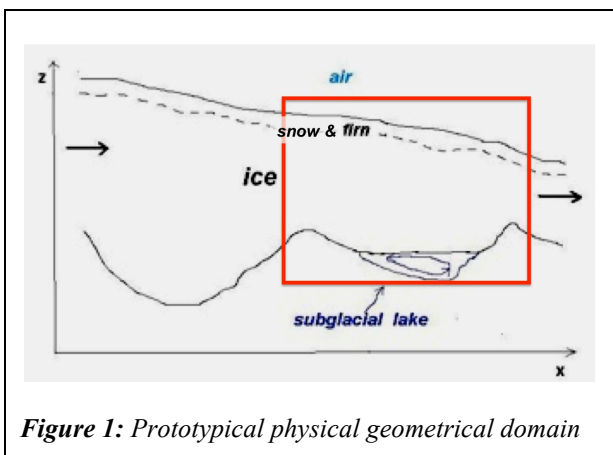 z
air
snow & firn
ice
subglacial lake
x
Figure 1: Prototypical physical geometrical domain